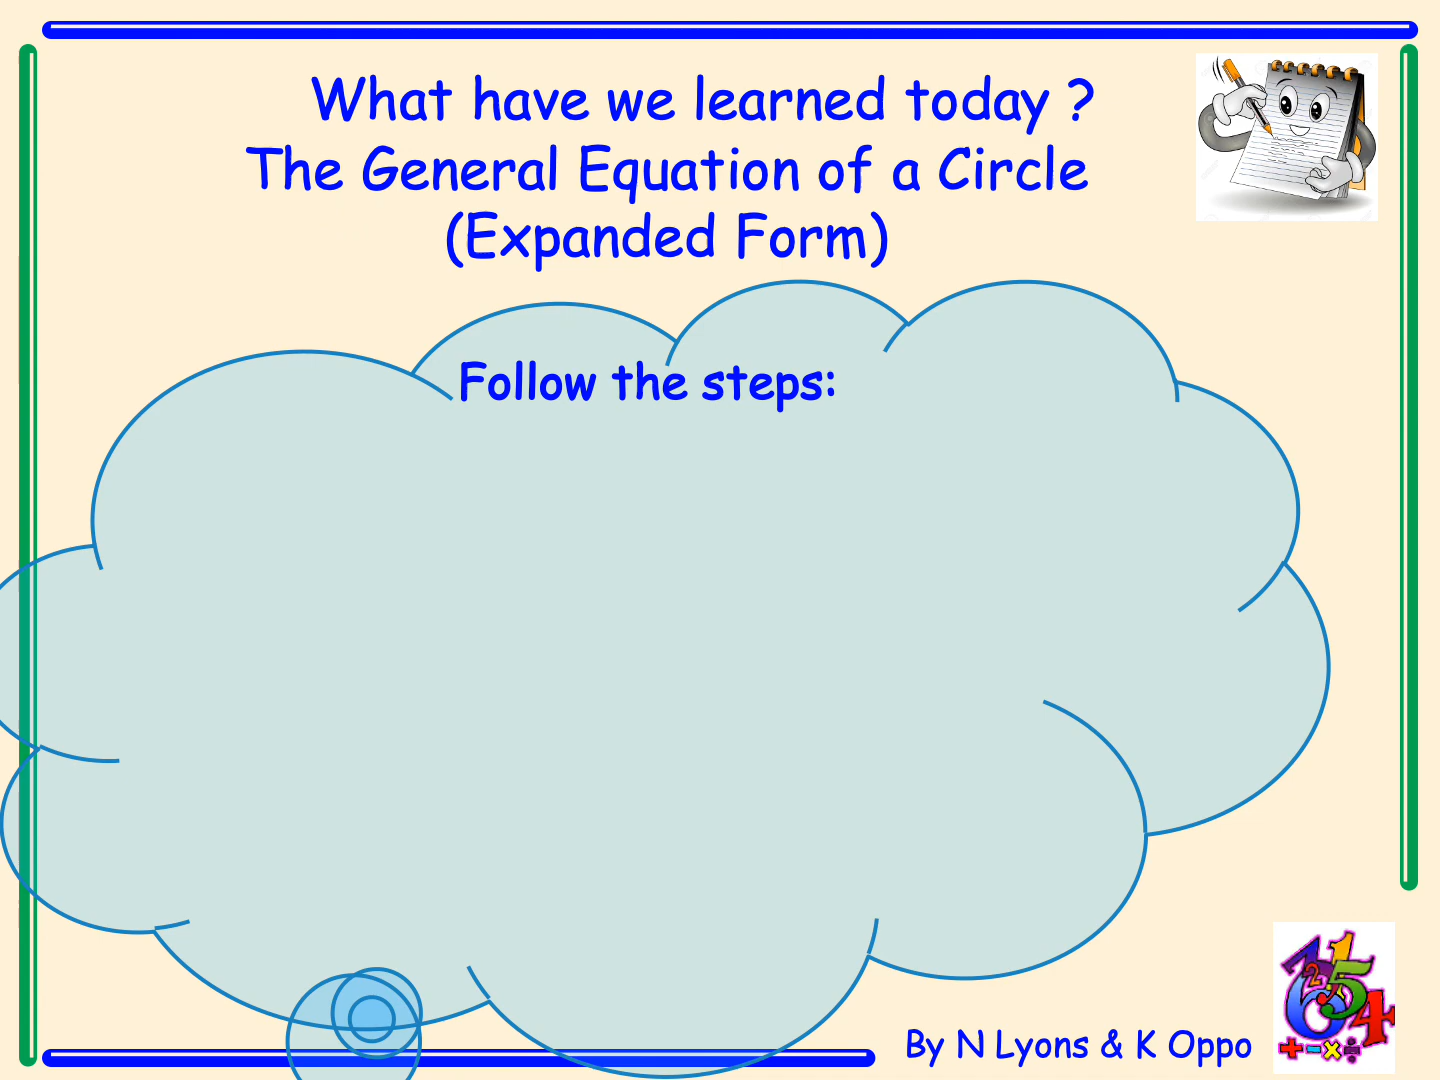 What have we learned today ?
The General Equation of a Circle
(Expanded Form)
Follow the steps:
By N Lyons & K Oppo